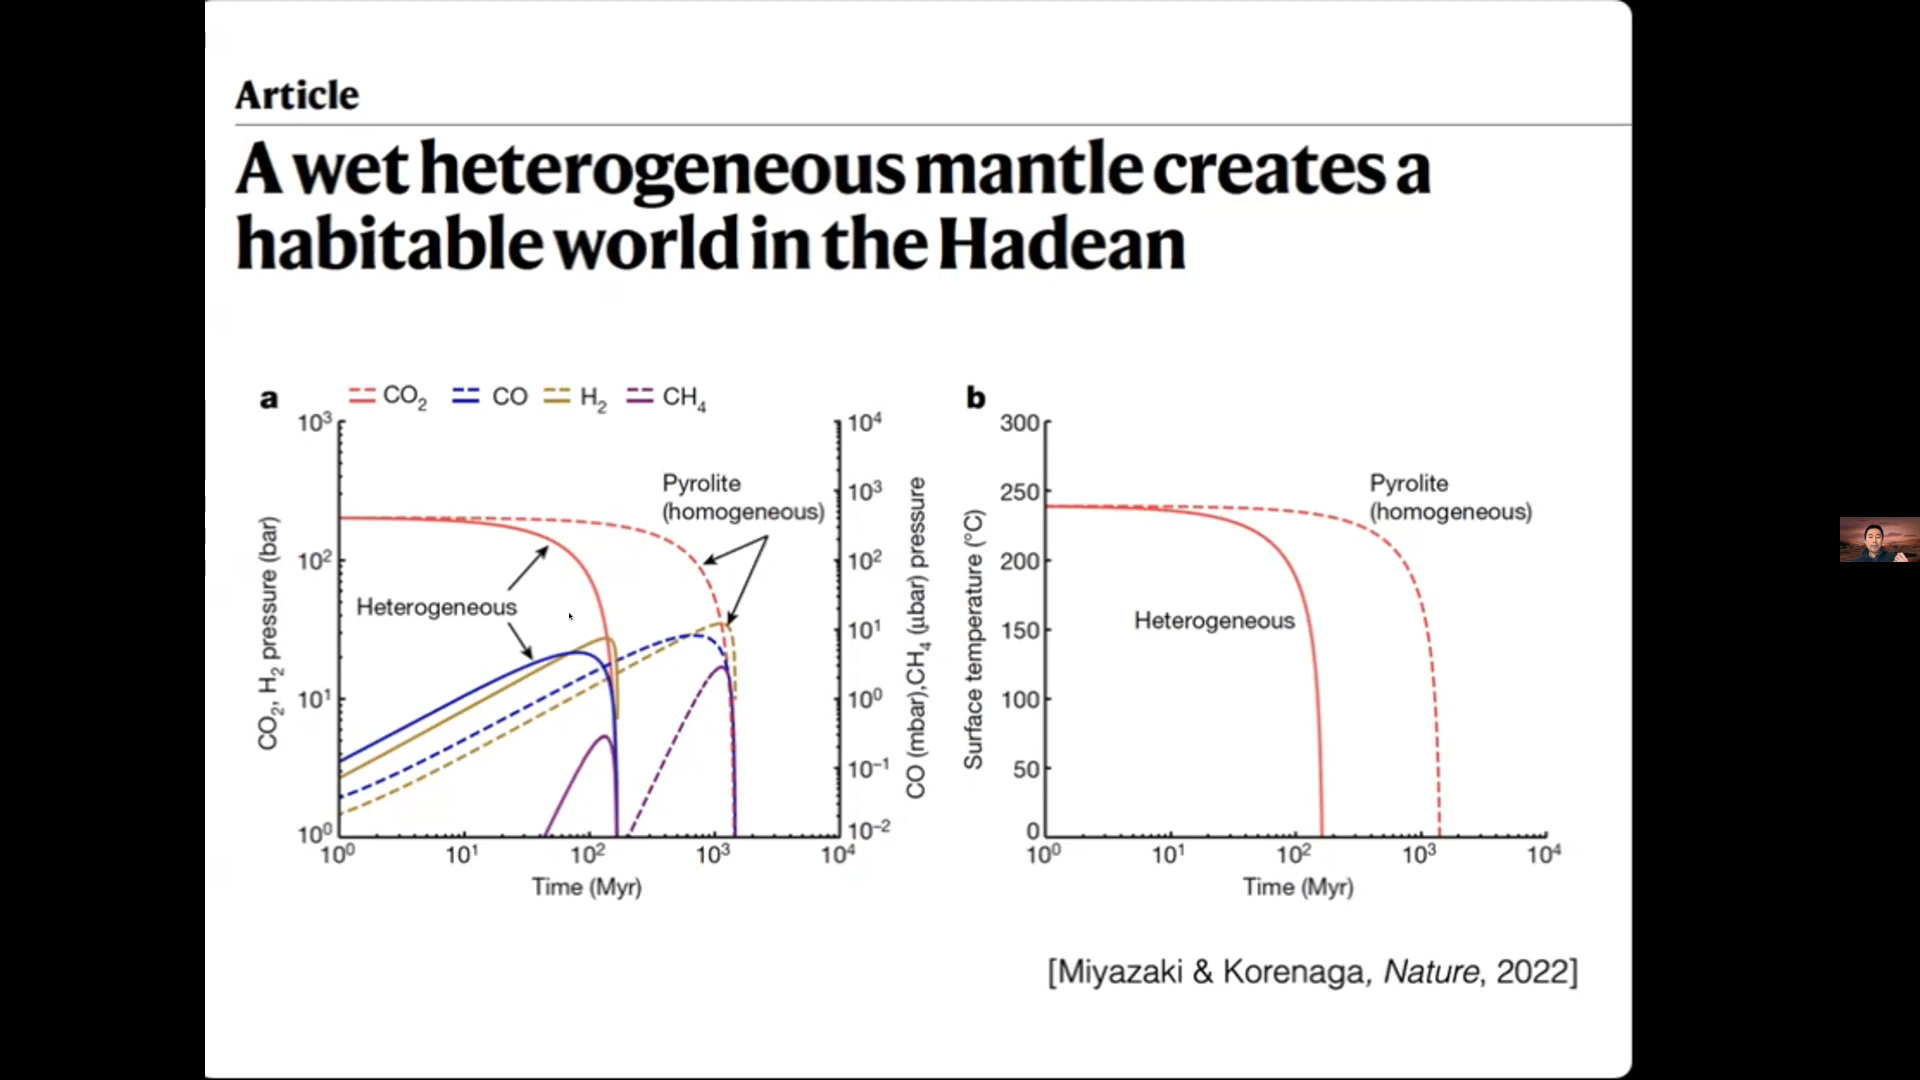 Article
A wet heterogeneous mantle creates a
habitable world in the Hadean
a
CO₂ CO H₂ CH₄
10³
10²
10¹
10⁰
CO₂, H₂ pressure (bar)
10⁴
10³
10²
10¹
10⁰
10⁻¹
10⁻²
CO (mbar),CH₄ (μbar) pressure
Pyrolite
(homogeneous)
Heterogeneous
10⁰ 10¹ 10² 10³ 10⁴
Time (Myr)
b
300
250
200
150
100
50
0
Surface temperature (°C)
Pyrolite
(homogeneous)
Heterogeneous
10⁰ 10¹ 10² 10³ 10⁴
Time (Myr)
[Miyazaki & Korenaga, Nature, 2022]